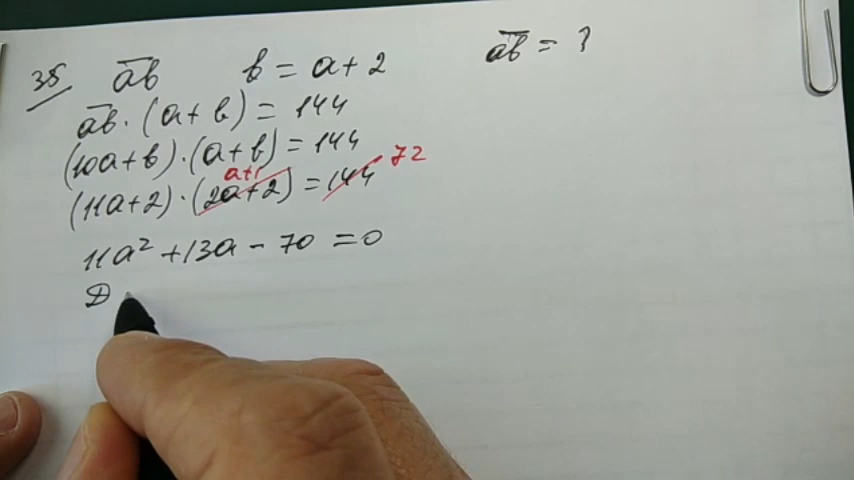 38. ab̅ в = a + 2 ab̅ = ?
ab̅ · (a + в) = 144
(10a + в) · (a + в) = 144
a+1 72
(11a + 2) · (2a + 2) = 144
11a² + 13a - 70 = 0
D